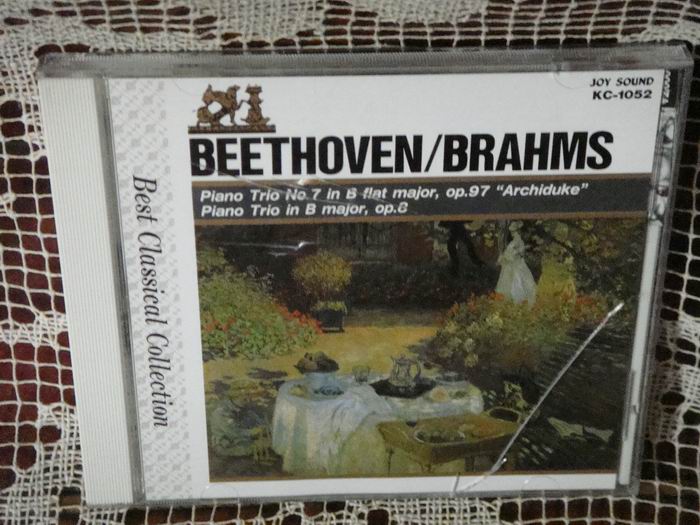 JOY SOUND
KC-1052
BEETHOVEN/BRAHMS
Piano Trio No.7 in B flat major, op.97 "Archiduke"
Piano Trio in B major, op.8
Best Classical Collection